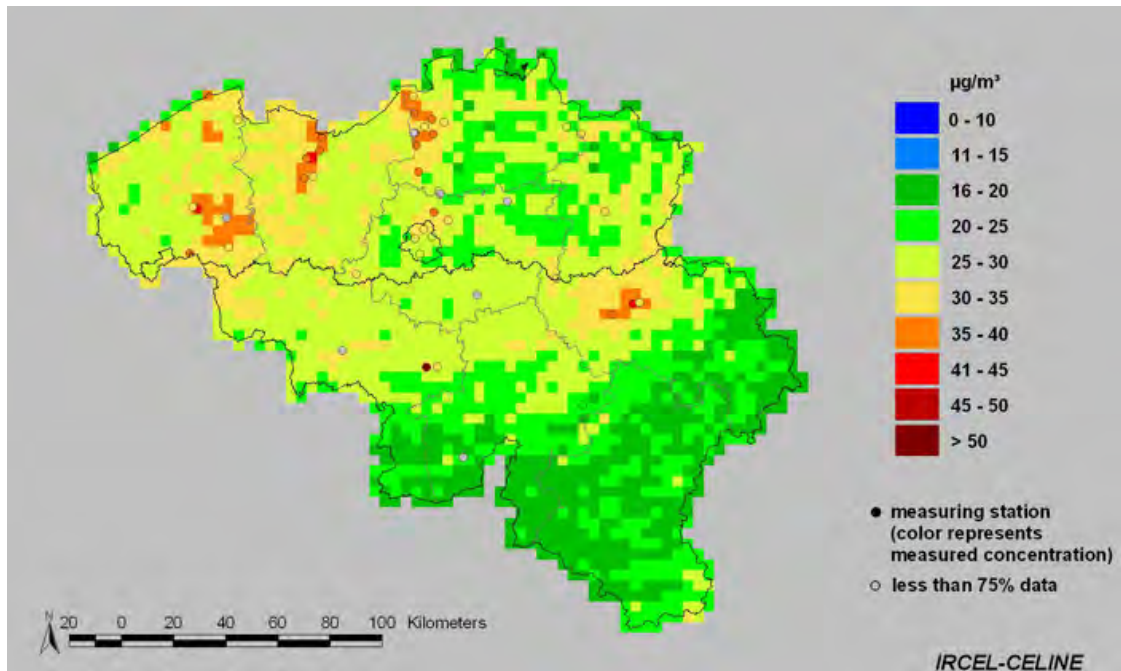 µg/m³
0 - 10
11 - 15
16 - 20
20 - 25
25 - 30
30 - 35
35 - 40
41 - 45
45 - 50
> 50
measuring station
(color represents
measured concentration)
less than 75% data
N
20 0 20 40 60 80 100 Kilometers
IRCEL-CELINE